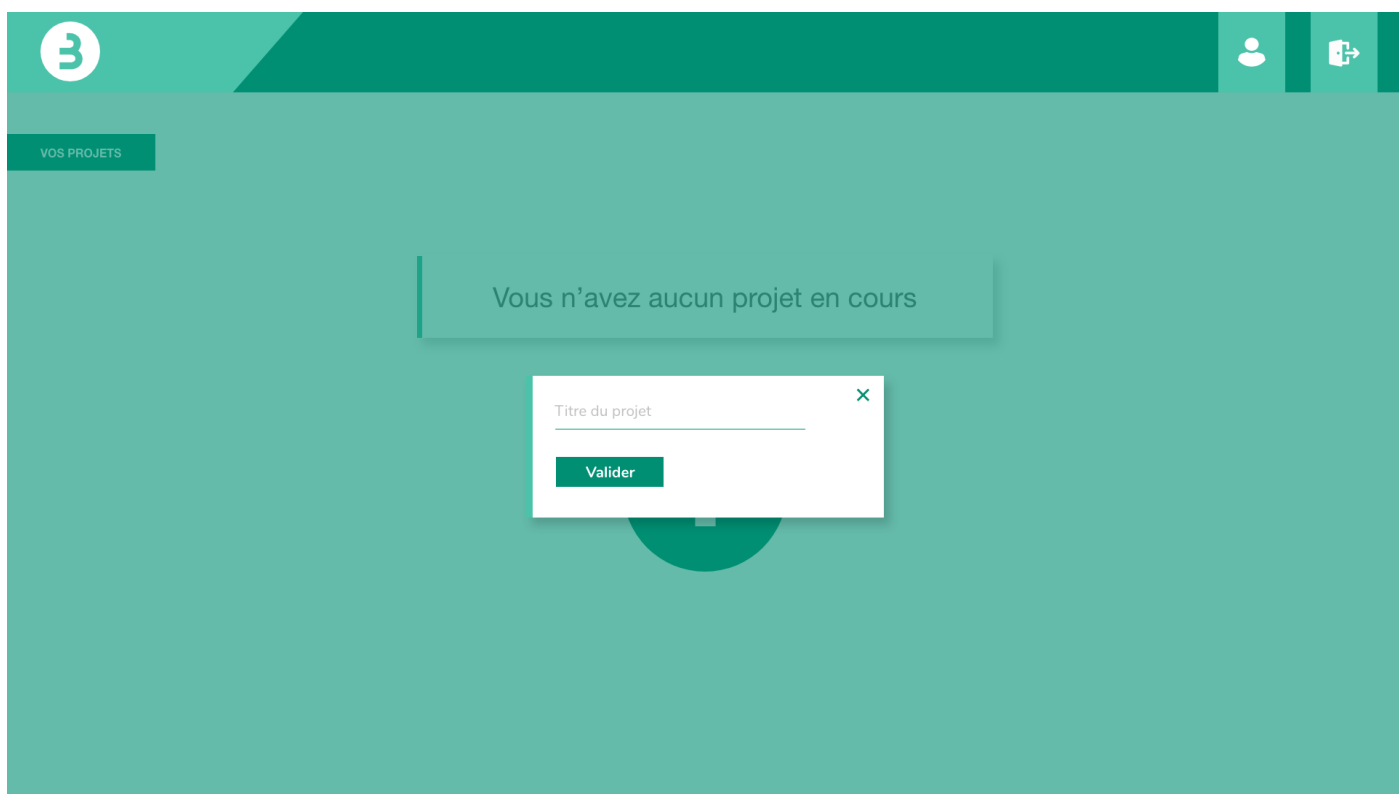 VOS PROJETS
Vous n’avez aucun projet en cours
Titre du projet
Valider